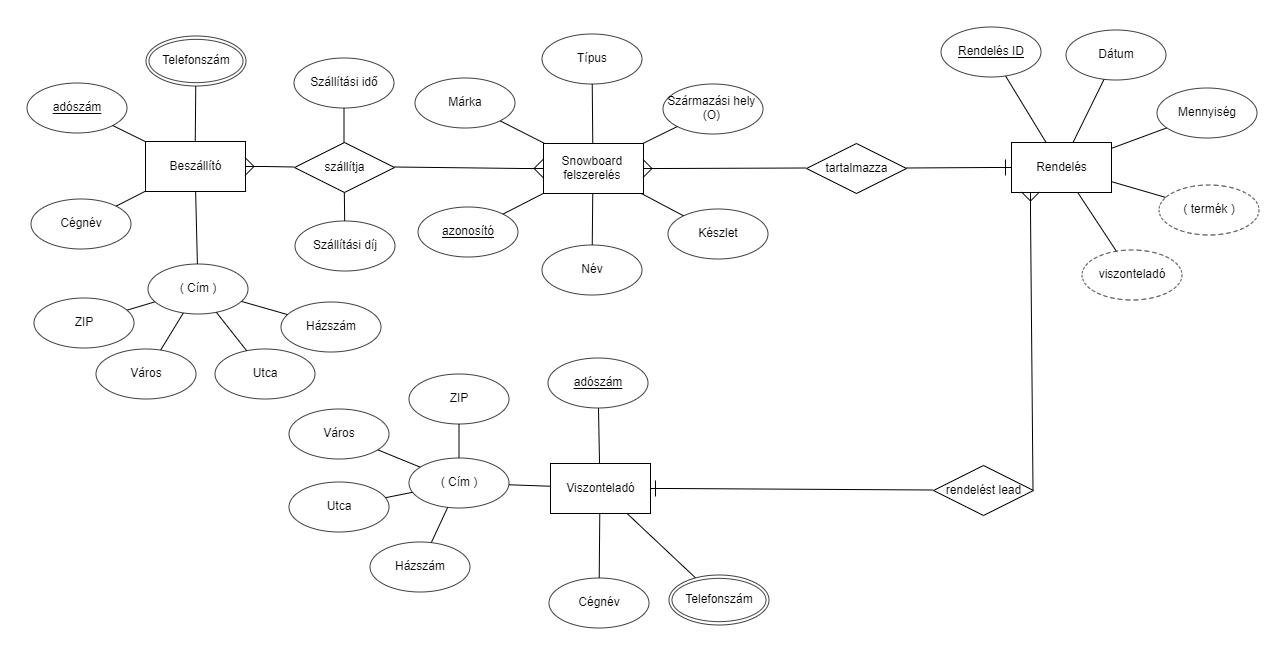 Telefonszám
adószám
Beszállító
Cégnév
( Cím )
ZIP
Város
Utca
Házszám
Szállítási idő
szállítja
Szállítási díj
Típus
Márka
Származási hely
(O)
Snowboard
felszerelés
azonosító
Név
Készlet
tartalmazza
Rendelés ID
Dátum
Mennyiség
Rendelés
( termék )
viszonteladó
adószám
ZIP
Város
( Cím )
Utca
Házszám
Viszonteladó
rendelést lead
Cégnév
Telefonszám